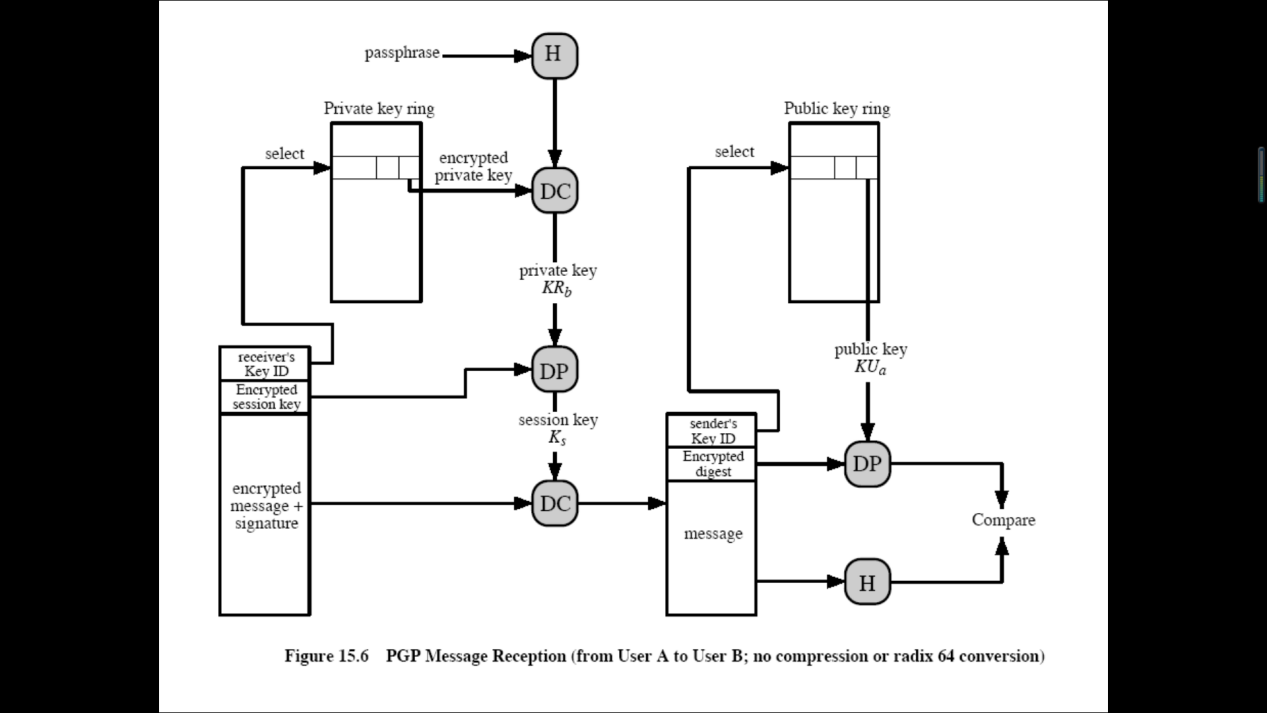 passphrase
H
Private key ring
Public key ring
select
encrypted
private key
DC
select
private key
KRb
receiver's
Key ID
Encrypted
session key
DP
public key
KUa
session key
Ks
sender's
Key ID
Encrypted
digest
DP
encrypted
message +
signature
DC
message
Compare
H
Figure 15.6 PGP Message Reception (from User A to User B; no compression or radix 64 conversion)